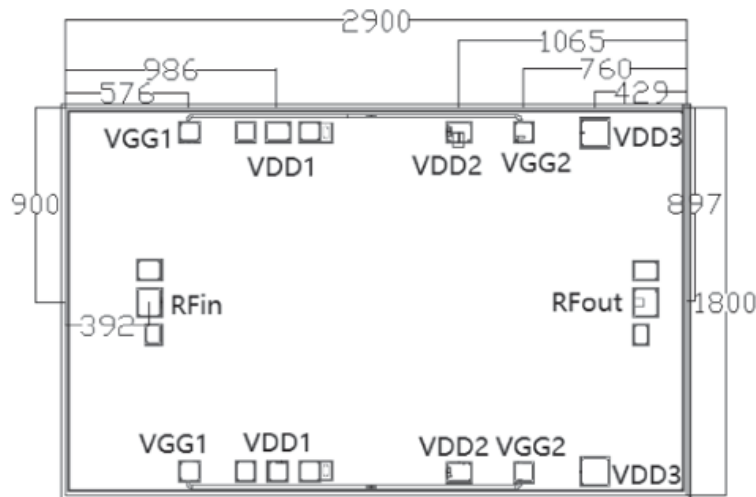 2900
1065
986
760
576
429
VGG1
VDD1
VDD2
VGG2
VDD3
900
897
RFin
RFout
1800
392
VGG1
VDD1
VDD2
VGG2
VDD3